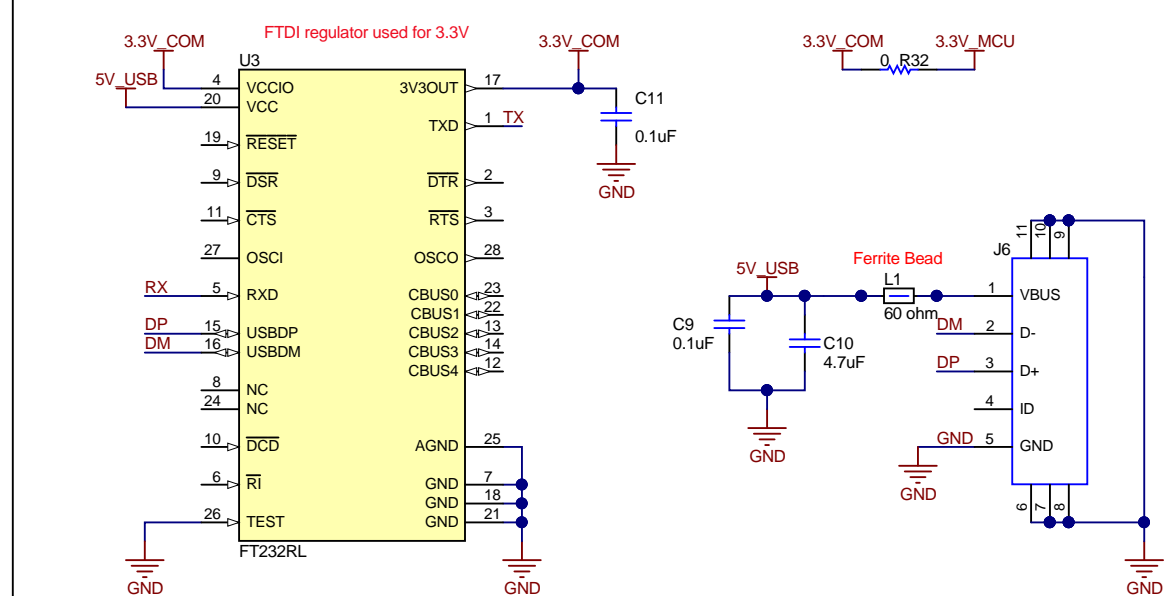 FTDI regulator used for 3.3V
3.3V_COM
3.3V_COM
3.3V_COM
3.3V_MCU
0
R32
5V_USB
U3
4
VCCIO
20
VCC
19
RESET
9
DSR
11
CTS
27
OSCI
RX
5
RXD
DP
15
USBDP
DM
16
USBDM
8
NC
24
NC
10
DCD
6
RI
26
TEST
FT232RL
GND
3V3OUT
17
TXD
1
TX
DTR
2
RTS
3
OSCO
28
CBUS0
23
CBUS1
22
CBUS2
13
CBUS3
14
CBUS4
12
AGND
25
GND
7
GND
18
GND
21
GND
C11
0.1uF
GND
5V_USB
C9
0.1uF
C10
4.7uF
GND
Ferrite Bead
L1
60 ohm
J6
11
10
9
1
VBUS
DM
2
D-
DP
3
D+
4
ID
GND
5
GND
GND
6
7
8
GND